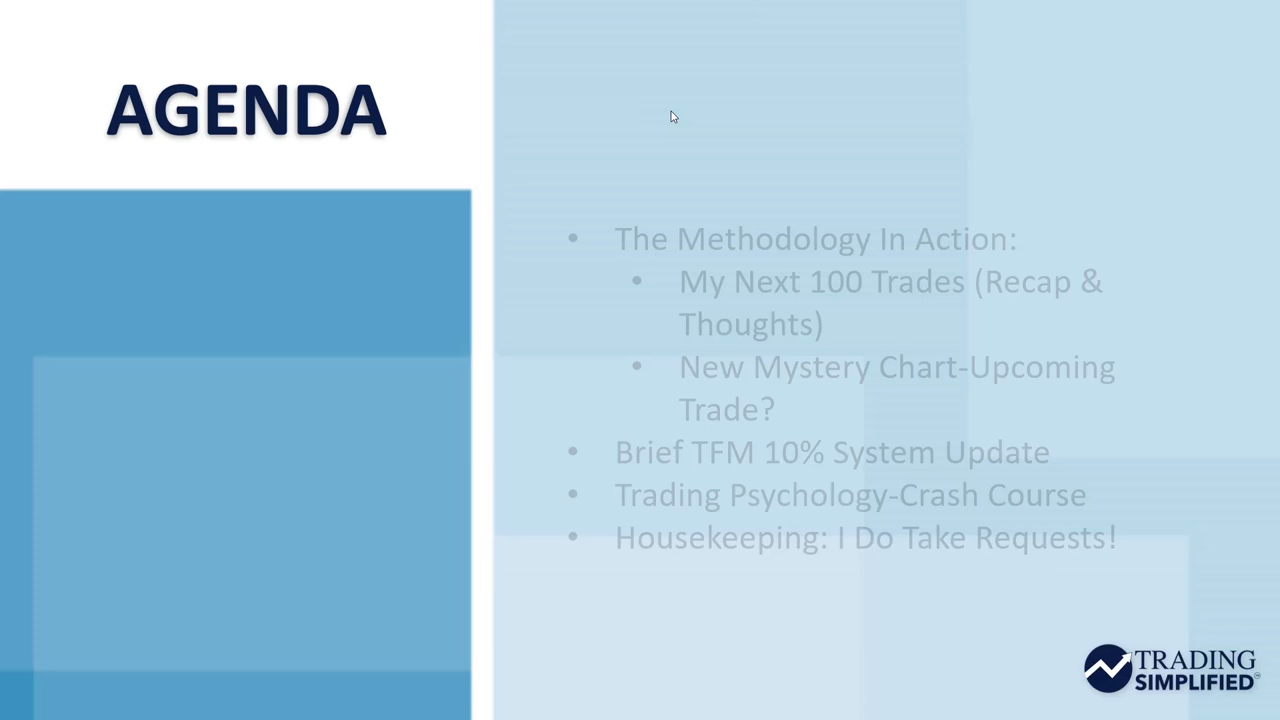 AGENDA
• The Methodology In Action:
• My Next 100 Trades (Recap &
Thoughts)
• New Mystery Chart-Upcoming
Trade?
• Brief TFM 10% System Update
• Trading Psychology-Crash Course
• Housekeeping: I Do Take Requests!
TRADING
SIMPLIFIED